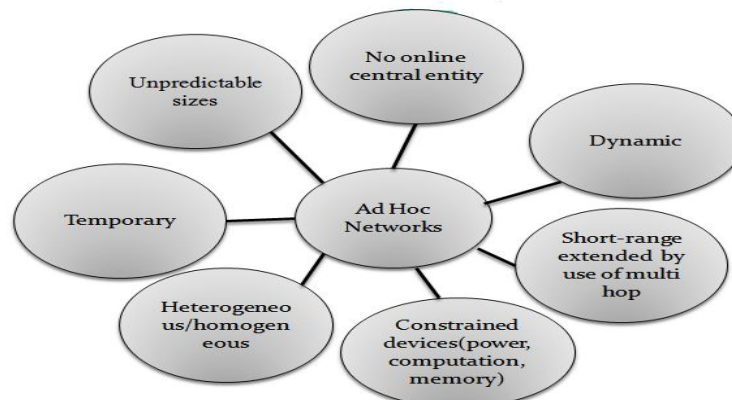 No online
central entity
Unpredictable
sizes
Dynamic
Temporary
Ad Hoc
Networks
Short-range
extended by
use of multi
hop
Heterogeneo
us/homogen
eous
Constrained
devices(power,
computation,
memory)